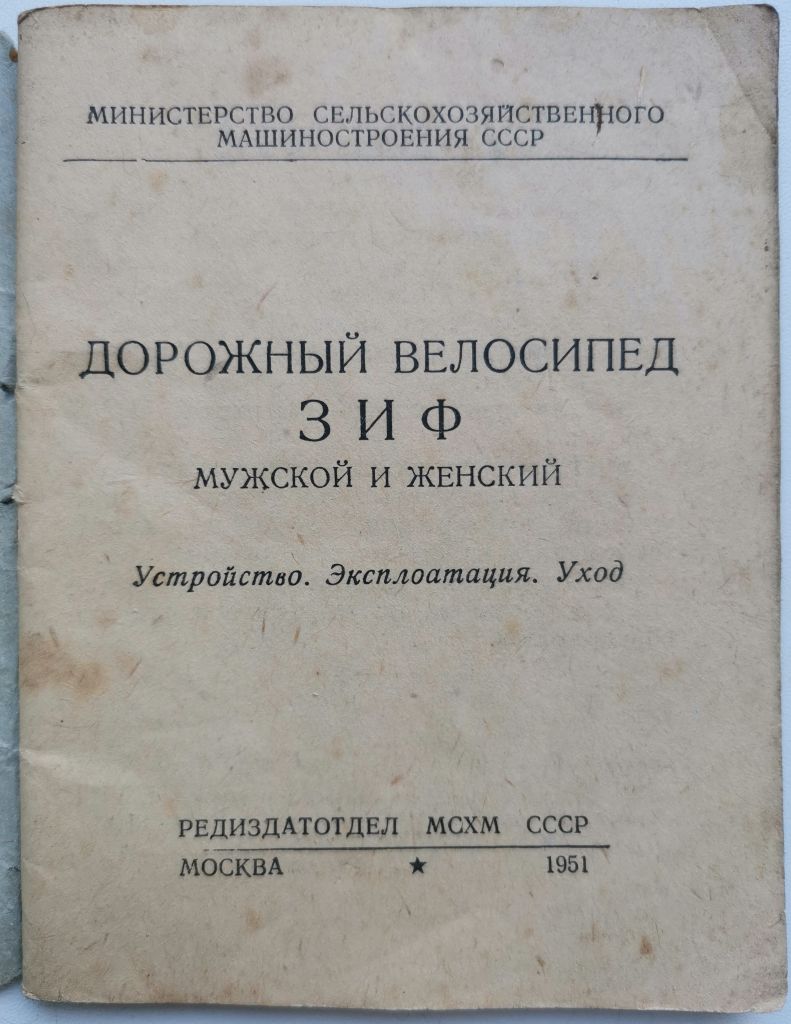 МИНИСТЕРСТВО СЕЛЬСКОХОЗЯЙСТВЕННОГО
МАШИНОСТРОЕНИЯ СССР
ДОРОЖНЫЙ ВЕЛОСИПЕД
ЗИФ
МУЖСКОЙ И ЖЕНСКИЙ
Устройство. Эксплоатация. Уход
РЕДИЗДАТОТДЕЛ МСХМ СССР
МОСКВА ★ 1951